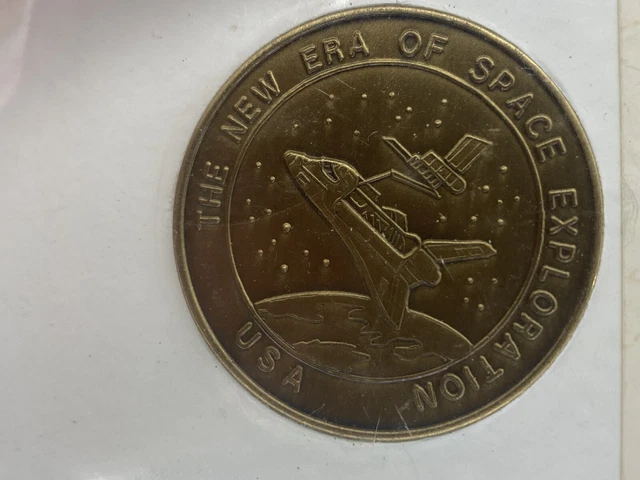 THE NEW ERA OF SPACE EXPLORATION
USA